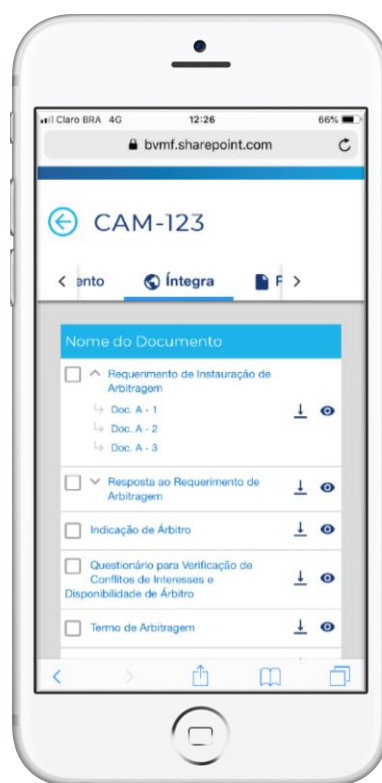 Claro BRA 4G 12:26 66%
bvmf.sharepoint.com
CAM-123
ento Íntegra F
Nome do Documento
Requerimento de Instauração de
Arbitragem
Doc. A - 1
Doc. A - 2
Doc. A - 3
Resposta ao Requerimento de
Arbitragem
Indicação de Árbitro
Questionário para Verificação de
Conflitos de Interesses e
Disponibilidade de Árbitro
Termo de Arbitragem